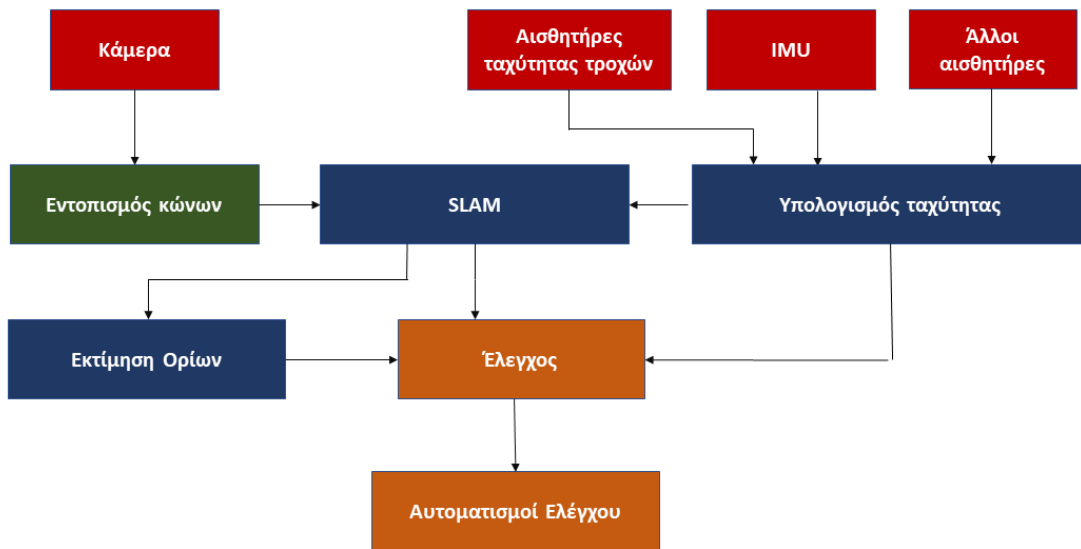 Κάμερα
Αισθητήρες
ταχύτητας τροχών
IMU
Άλλοι
αισθητήρες
Εντοπισμός κώνων
SLAM
Υπολογισμός ταχύτητας
Εκτίμηση Ορίων
Έλεγχος
Αυτοματισμοί Ελέγχου